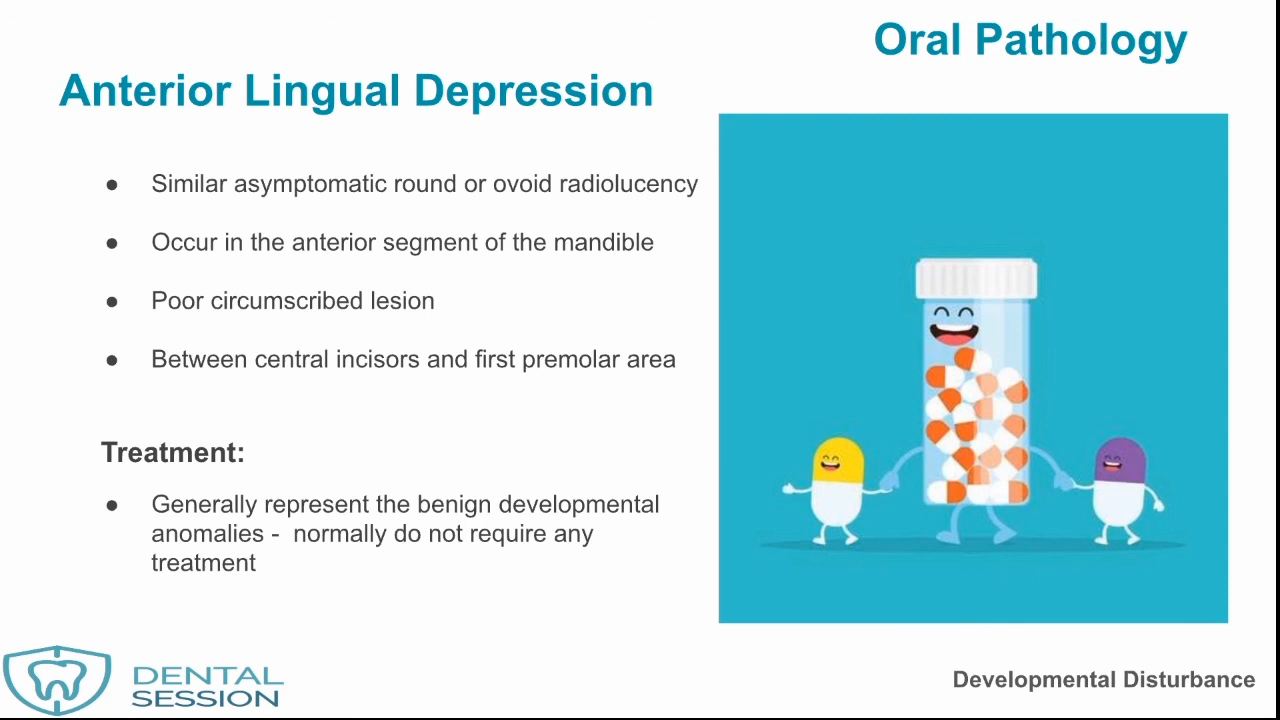 Oral Pathology
Anterior Lingual Depression
● Similar asymptomatic round or ovoid radiolucency
● Occur in the anterior segment of the mandible
● Poor circumscribed lesion
● Between central incisors and first premolar area
Treatment:
● Generally represent the benign developmental
anomalies -  normally do not require any
treatment
DENTAL
SESSION
Developmental Disturbance